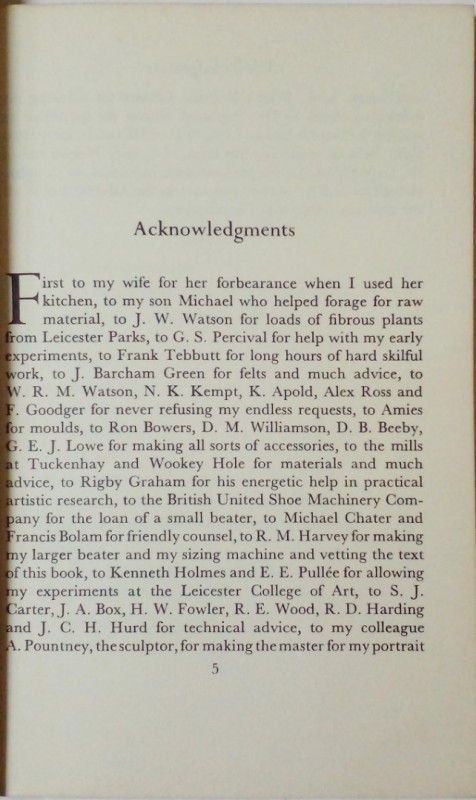 Acknowledgments
First to my wife for her forbearance when I used her
kitchen, to my son Michael who helped forage for raw
material, to J. W. Watson for loads of fibrous plants
from Leicester Parks, to G. S. Percival for help with my early
experiments, to Frank Tebbutt for long hours of hard skilful
work, to J. Barcham Green for felts and much advice, to
W. R. M. Watson, N. K. Kempt, K. Apold, Alex Ross and
F. Goodger for never refusing my endless requests, to Amies
for moulds, to Ron Bowers, D. M. Williamson, D. B. Beeby,
G. E. J. Lowe for making all sorts of accessories, to the mills
at Tuckenhay and Wookey Hole for materials and much
advice, to Rigby Graham for his energetic help in practical
artistic research, to the British United Shoe Machinery Com-
pany for the loan of a small beater, to Michael Chater and
Francis Bolam for friendly counsel, to R. M. Harvey for making
my larger beater and my sizing machine and vetting the text
of this book, to Kenneth Holmes and E. E. Pullée for allowing
my experiments at the Leicester College of Art, to S. J.
Carter, J. A. Box, H. W. Fowler, R. E. Wood, R. D. Harding
and J. C. H. Hurd for technical advice, to my colleague
A. Pountney, the sculptor, for making the master for my portrait
5